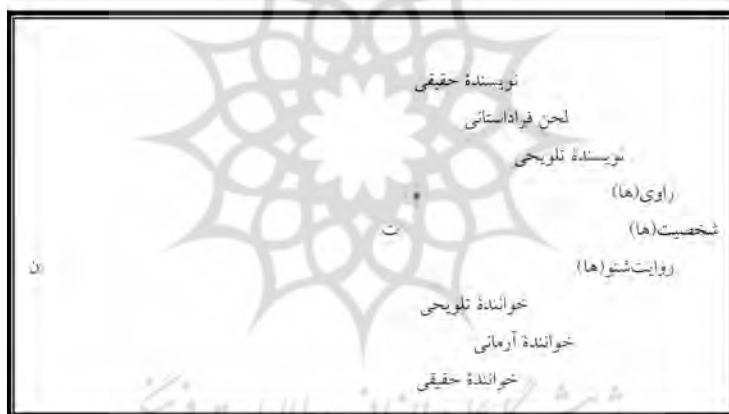 نویسندهٔ حقیقی
لحن فراداستانی
نویسندهٔ تلویحی
راوی(ها)
شخصیت(ها) ت
روایت‌شنو(ها) ن
خوانندهٔ تلویحی
خوانندهٔ آرمانی
خوانندهٔ حقیقی